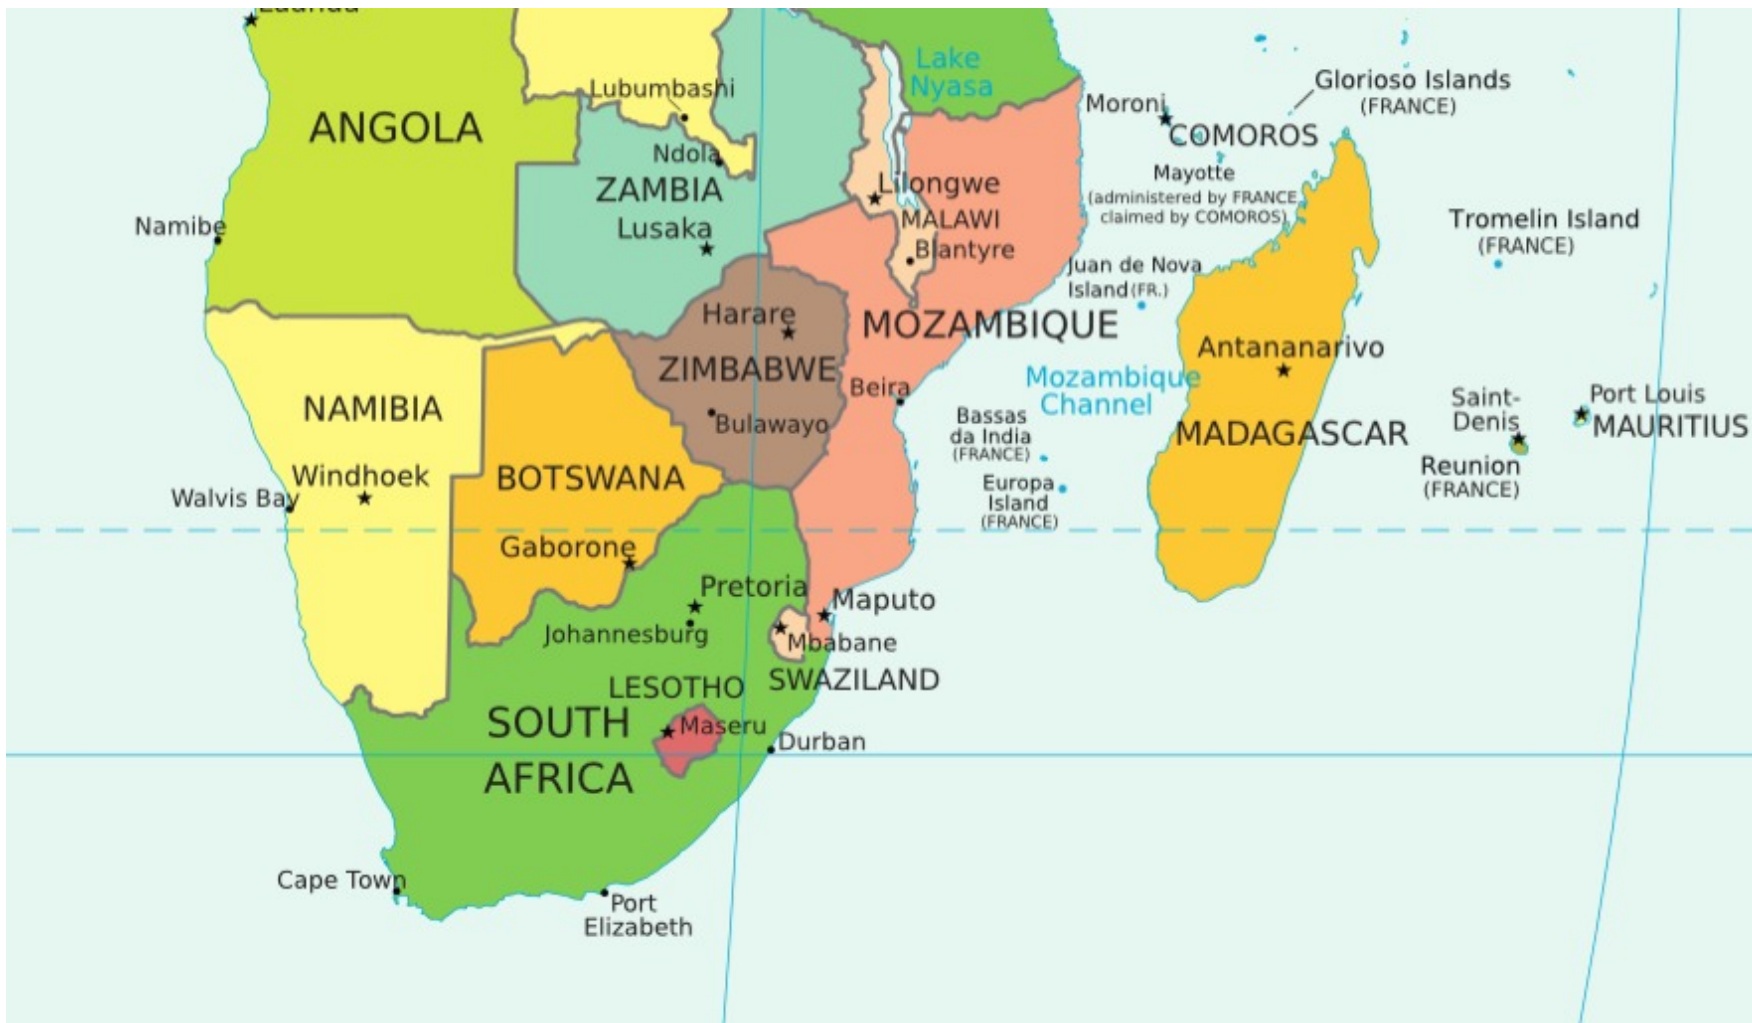 Luanda
Lake
Nyasa
Lubumbashi
Glorioso Islands
(FRANCE)
Moroni
ANGOLA
COMOROS
Ndola
Mayotte
(administered by FRANCE,
claimed by COMOROS)
ZAMBIA
Lilongwe
MALAWI
Lusaka
Namibe
Tromelin Island
(FRANCE)
Blantyre
Juan de Nova
Island (FR.)
Harare
MOZAMBIQUE
Antananarivo
ZIMBABWE
Beira
Mozambique
Channel
NAMIBIA
Bulawayo
Bassas
da India
(FRANCE)
Saint-
Denis
Port Louis
MAURITIUS
MADAGASCAR
Windhoek
BOTSWANA
Reunion
(FRANCE)
Walvis Bay
Europa
Island
(FRANCE)
Gaborone
Pretoria
Maputo
Johannesburg
Mbabane
SWAZILAND
LESOTHO
SOUTH
AFRICA
Maseru
Durban
Cape Town
Port
Elizabeth